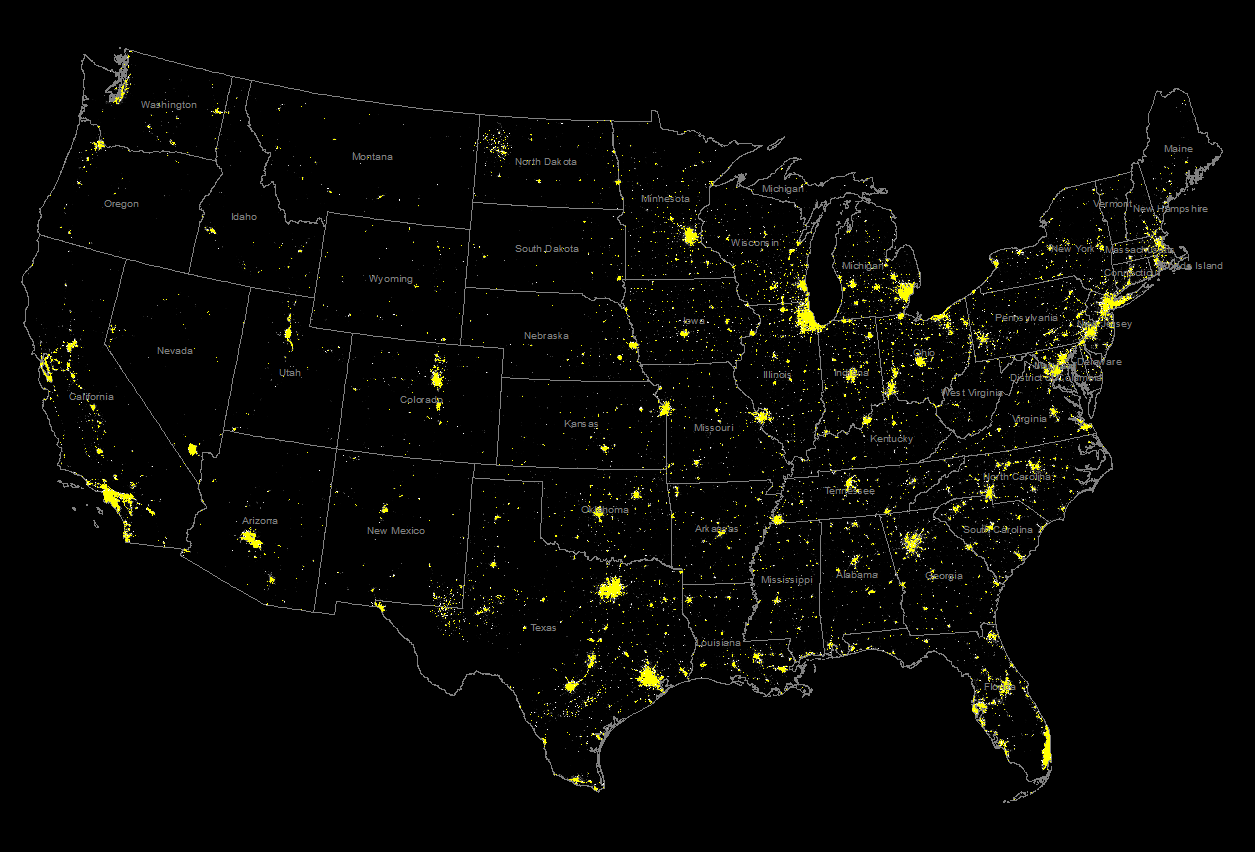 Washington
Maine
Montana
North Dakota
Michigan
Minnesota
Vermont
New Hampshire
Oregon
Idaho
Wisconsin
New York
South Dakota
Michigan
Wyoming
Iowa
Pennsylvania
Nebraska
Nevada
Ohio
Delaware
Utah
Illinois
Indiana
California
Colorado
West Virginia
Kansas
Missouri
Virginia
Kentucky
North Carolina
Tennessee
Arizona
Oklahoma
New Mexico
Arkansas
South Carolina
Mississippi
Alabama
Georgia
Texas
Louisiana
Florida